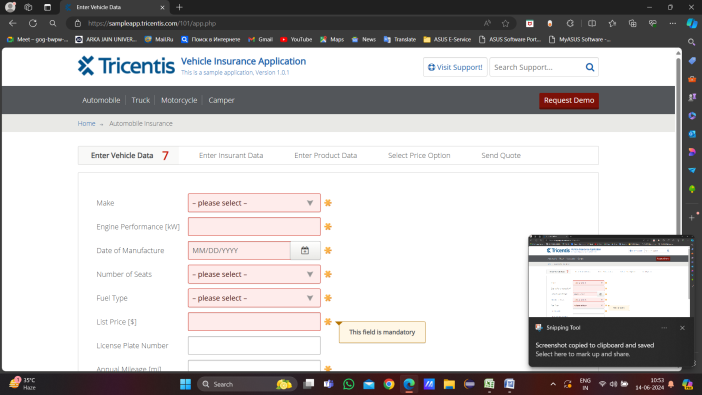 Enter Vehicle Data
https://sampleapp.tricentis.com/101/app.php
Meet – gog-bwpw-...
ARKA JAIN UNIVER...
Mail.Ru
Поиск в Интернете
Gmail
YouTube
Maps
News
Translate
ASUS E-Service
ASUS Software Port...
MyASUS Software -...
Tricentis
Vehicle Insurance Application
This is a sample application, Version 1.0.1
Visit Support!
Search Support...
Automobile
Truck
Motorcycle
Camper
Request Demo
Home » Automobile Insurance
Enter Vehicle Data 7
Enter Insurant Data
Enter Product Data
Select Price Option
Send Quote
Make
– please select –
Engine Performance [kW]
Date of Manufacture
MM/DD/YYYY
Number of Seats
– please select –
Fuel Type
– please select –
List Price [$]
This field is mandatory
License Plate Number
Annual Mileage [mi]
Tricentis
Snipping Tool
Screenshot copied to clipboard and saved
Select here to mark up and share.
35°C
Haze
Search
ENG
IN
10:53
14-06-2024